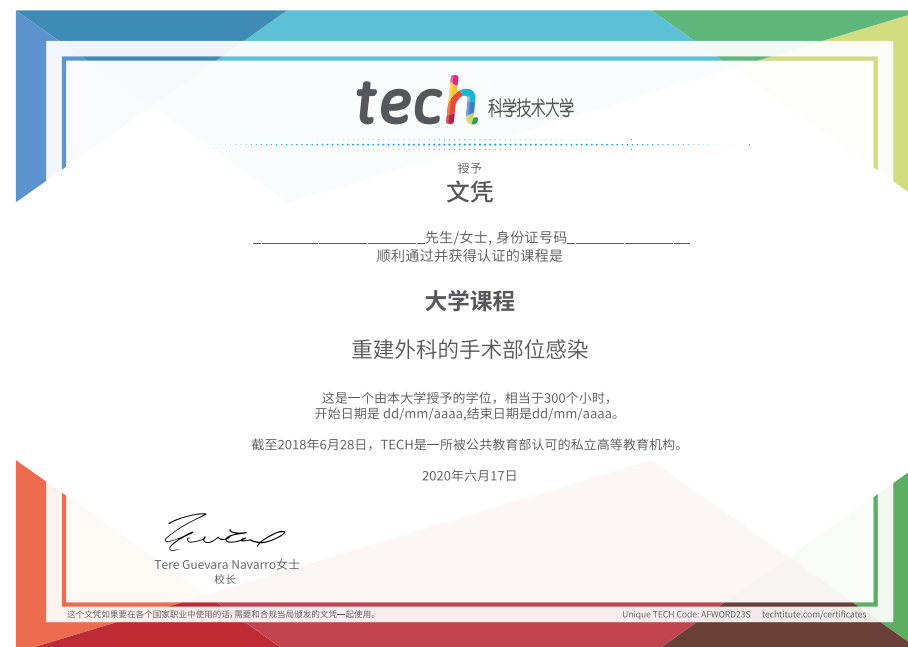 tech 科学技术大学
授予
文凭
_______________________先生/女士, 身份证号码________________
顺利通过并获得认证的课程是
大学课程
重建外科的手术部位感染
这是一个由本大学授予的学位，相当于300个小时，
开始日期是 dd/mm/aaaa,结束日期是dd/mm/aaaa。
截至2018年6月28日，TECH是一所被公共教育部认可的私立高等教育机构。
2020年六月17日
Tere Guevara Navarro女士
校长
这个文凭如果要在各个国家职业中使用的话,需要和合规当局颁发的文凭一起使用。
Unique TECH Code: AFWORD23S techtitute.com/certificates